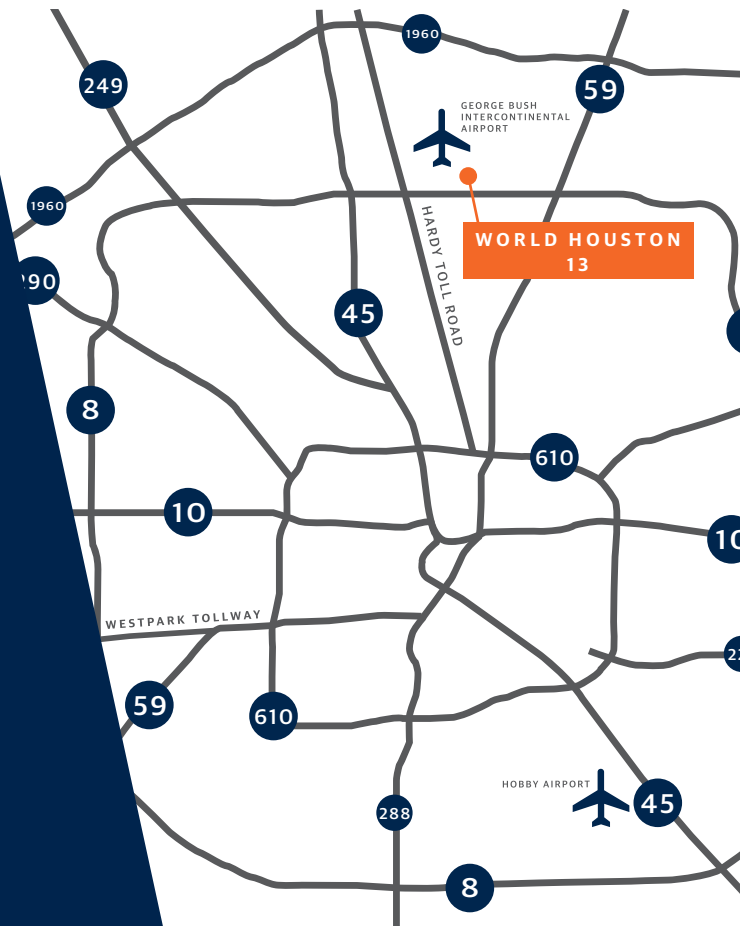 1960
249
59
GEORGE BUSH
INTERCONTINENTAL
AIRPORT
1960
HARDY TOLL ROAD
WORLD HOUSTON
13
290
45
8
610
10
10
WESTPARK TOLLWAY
59
610
HOBBY AIRPORT
45
288
8